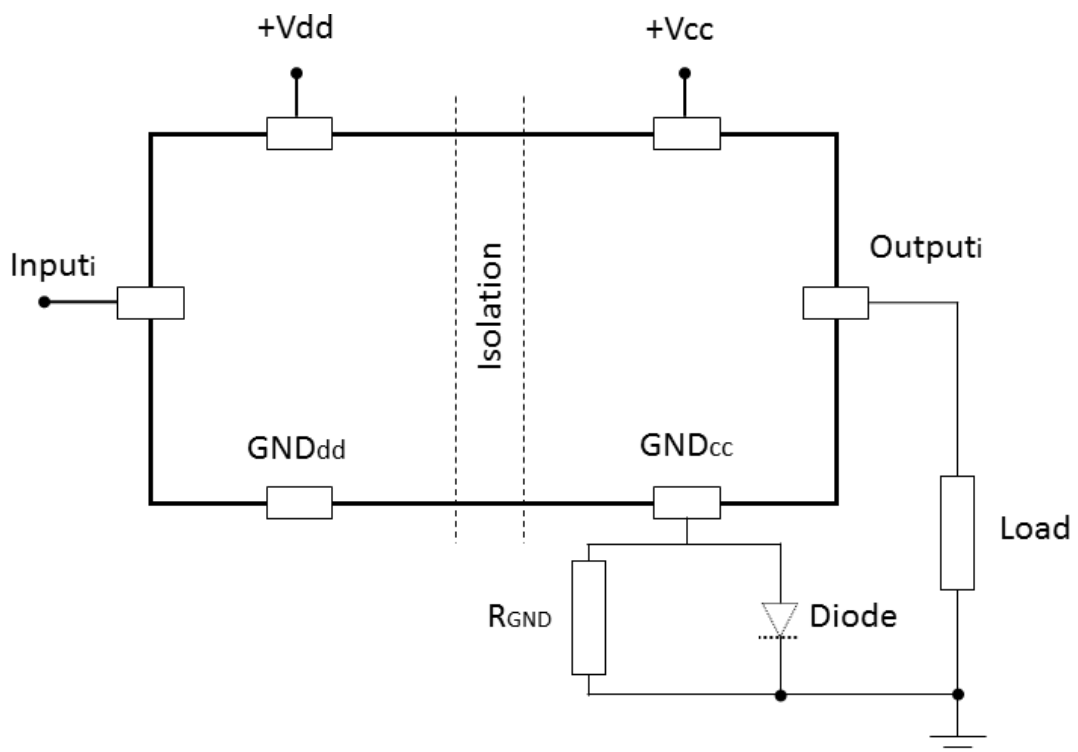 +Vdd
+Vcc
Inputi
Outputi
Isolation
GNDdd
GNDcc
Load
RGND
Diode